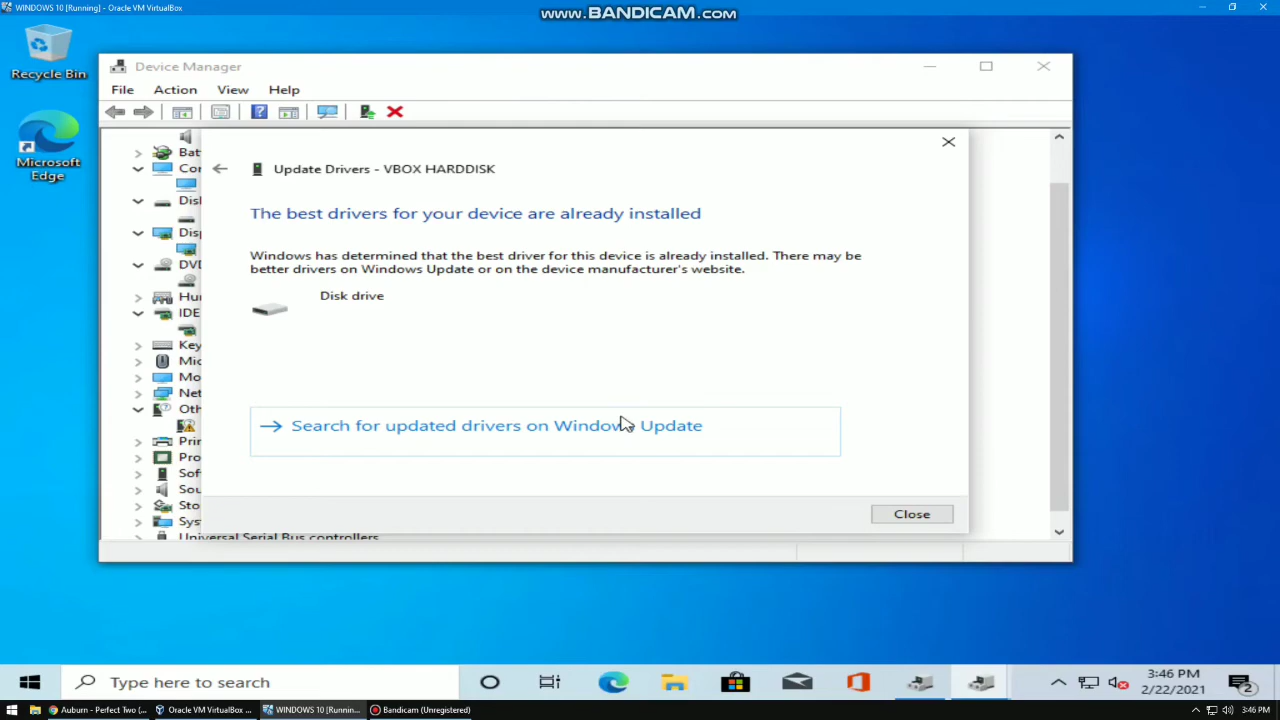 WINDOWS 10 [Running] - Oracle VM VirtualBox
www.BANDICAM.com
Recycle Bin
Microsoft
Edge
Device Manager
File Action View Help
Update Drivers - VBOX HARDDISK
The best drivers for your device are already installed
Windows has determined that the best driver for this device is already installed. There may be
better drivers on Windows Update or on the device manufacturer's website.
Disk drive
Search for updated drivers on Windows Update
Close
Bat
Co
Disk
Disp
DVD
Hu
IDE
Key
Mic
Mo
Net
Oth
Prin
Pro
Soft
Sou
Sto
Sys
Universal Serial Bus controllers
Type here to search
3:46 PM
2/22/2021
2
Auburn - Perfect Two (...
Oracle VM VirtualBox ...
WINDOWS 10 [Runnin...
Bandicam (Unregistered)
3:46 PM